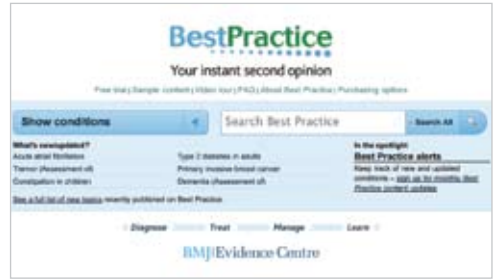 BestPractice
Your instant second opinion
Free trial | Sample content | Video tour | FAQ | About Best Practice | Purchasing options
Show conditions
Search Best Practice
Search All
What's new/updated?
Acute atrial fibrillation
Tremor (Assessment of)
Constipation in children
Type 2 diabetes in adults
Primary invasive breast cancer
Dementia (Assessment of)
In the spotlight
Best Practice alerts
Keep track of new and updated
conditions - sign up for monthly Best
Practice content updates
See a full list of new topics recently published on Best Practice.
Diagnose Treat Manage Learn
BMJ Evidence Centre